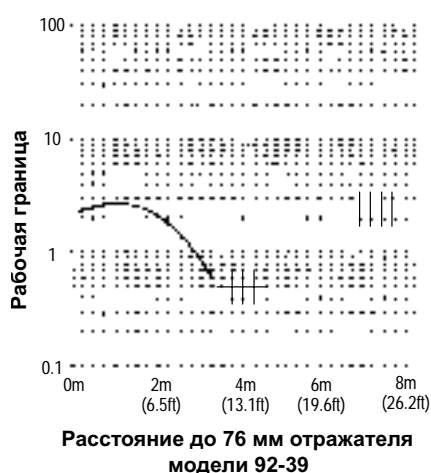 100
10
1
0.1
Рабочая граница
0m 2m 4m 6m 8m
(6.5ft) (13.1ft) (19.6ft) (26.2ft)
Расстояние до 76 мм отражателя
модели 92-39